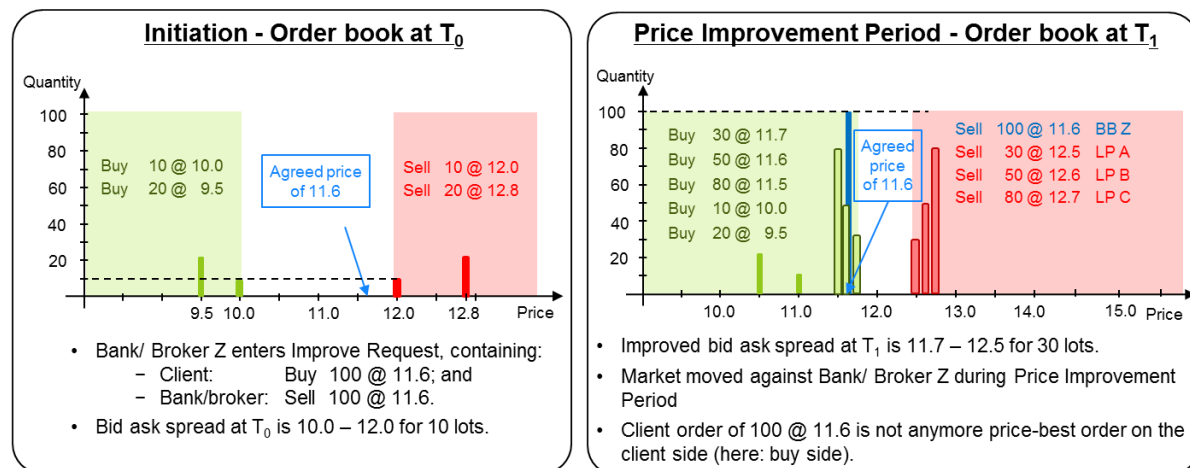 Initiation - Order book at T0
Quantity
100
80
60
40
20
Buy 10 @ 10.0
Buy 20 @ 9.5
Agreed price
of 11.6
Sell 10 @ 12.0
Sell 20 @ 12.8
9.5 10.0 11.0 12.0 12.8 Price
• Bank/ Broker Z enters Improve Request, containing:
− Client: Buy 100 @ 11.6; and
− Bank/broker: Sell 100 @ 11.6.
• Bid ask spread at T0 is 10.0 – 12.0 for 10 lots.
Price Improvement Period - Order book at T1
Quantity
100
80
60
40
20
Buy 30 @ 11.7
Buy 50 @ 11.6
Buy 80 @ 11.5
Buy 10 @ 10.0
Buy 20 @ 9.5
Agreed
price
of 11.6
Sell 100 @ 11.6 BB Z
Sell 30 @ 12.5 LP A
Sell 50 @ 12.6 LP B
Sell 80 @ 12.7 LP C
10.0 11.0 12.0 13.0 14.0 15.0 Price
• Improved bid ask spread at T1 is 11.7 – 12.5 for 30 lots.
• Market moved against Bank/ Broker Z during Price Improvement
Period
• Client order of 100 @ 11.6 is not anymore price-best order on the
client side (here: buy side).